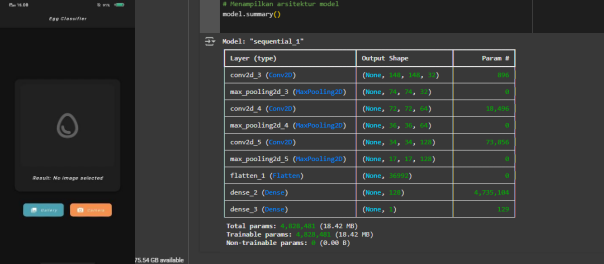 Egg Classifier
Result: No image selected
Gallery
# Menampilkan arsitektur model
model.summary()
Model: "sequential_1"
Layer (type) Output Shape Param #
conv2d_3 (Conv2D) (None, 148, 148, 32) 896
max_pooling2d_3 (MaxPooling2D) (None, 74, 74, 32) 0
conv2d_4 (Conv2D) (None, 72, 72, 64) 18,496
max_pooling2d_4 (MaxPooling2D) (None, 36, 36, 64) 0
conv2d_5 (Conv2D) (None, 34, 34, 128) 73,856
max_pooling2d_5 (MaxPooling2D) (None, 17, 17, 128) 0
flatten_1 (Flatten) (None, 36992) 0
dense_2 (Dense) (None, 128) 4,735,104
dense_3 (Dense) (None, 1) 129
Total params: 4,828,481 (18.42 MB)
Trainable params: 4,828,481 (18.42 MB)
Non-trainable params: 0 (0.00 B)
75.54 GB available